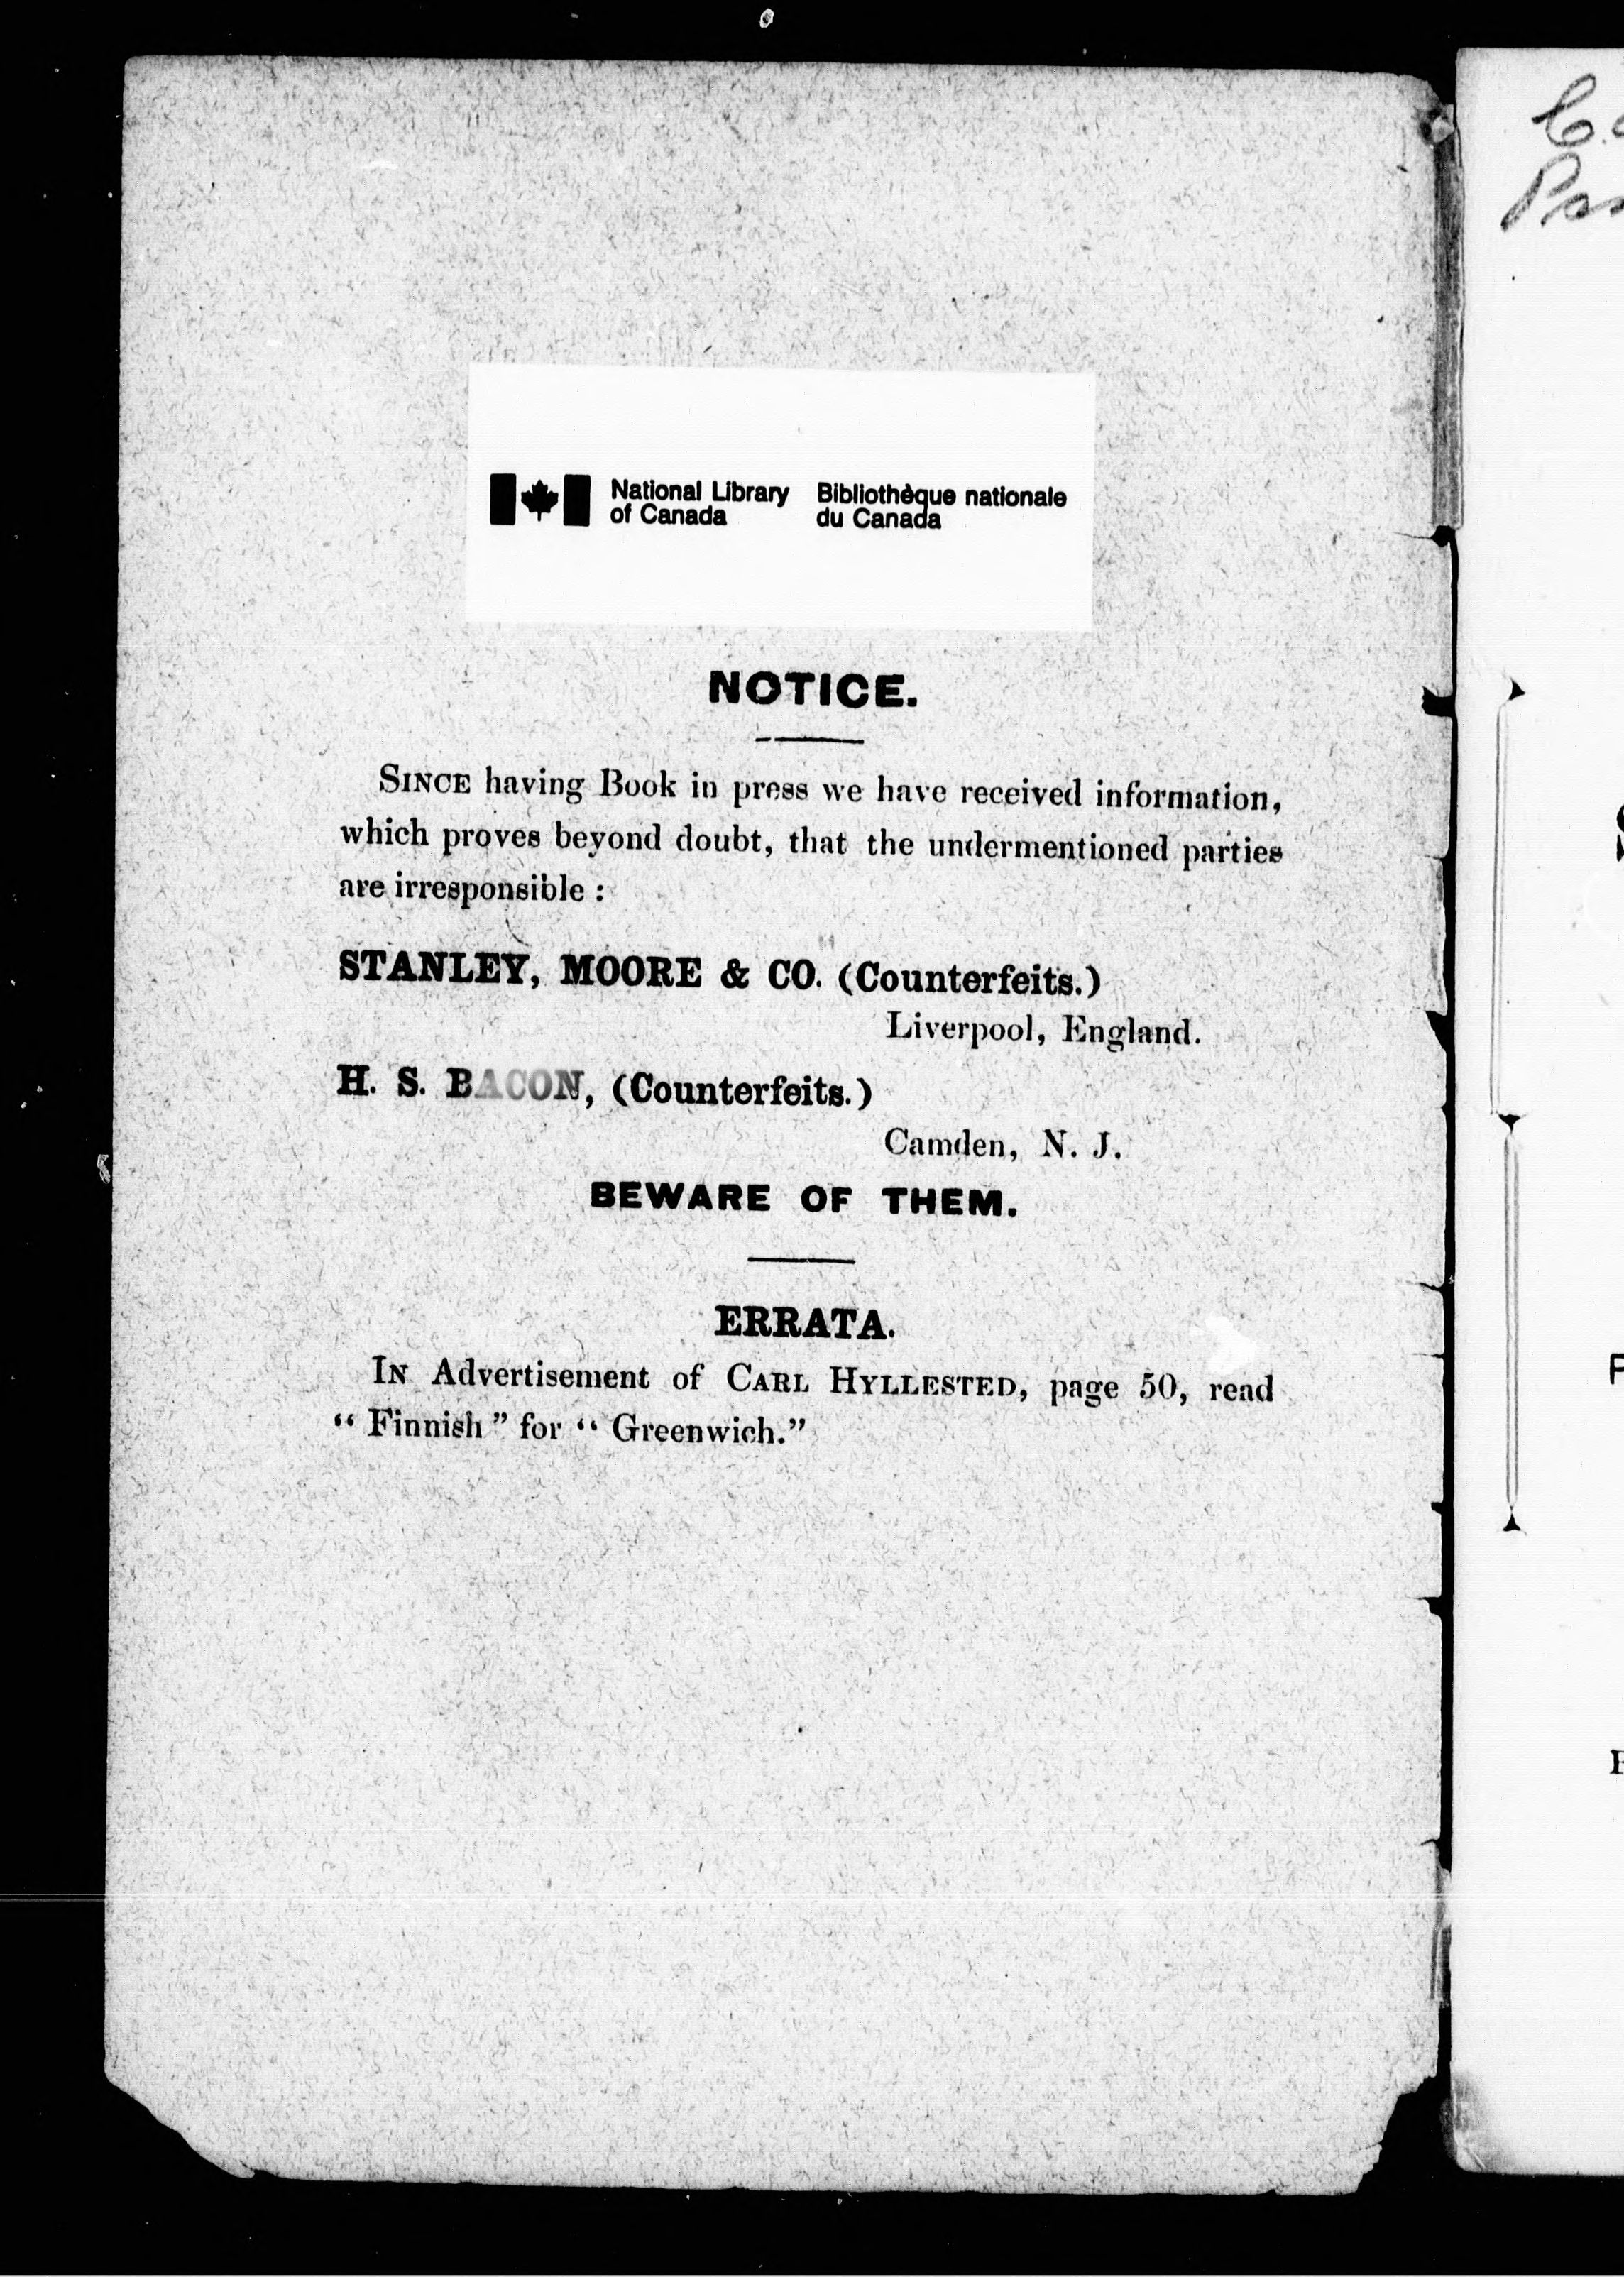 National Library of Canada
Bibliothèque nationale du Canada
NOTICE.
SINCE having Book in press we have received information,
which proves beyond doubt, that the undermentioned parties
are irresponsible :
STANLEY, MOORE & CO. (Counterfeits.)
Liverpool, England.
H. S. BACON, (Counterfeits.)
Camden, N. J.
BEWARE OF THEM.
ERRATA.
IN Advertisement of CARL HYLLESTED, page 50, read
“ Finnish ” for “ Greenwich.”